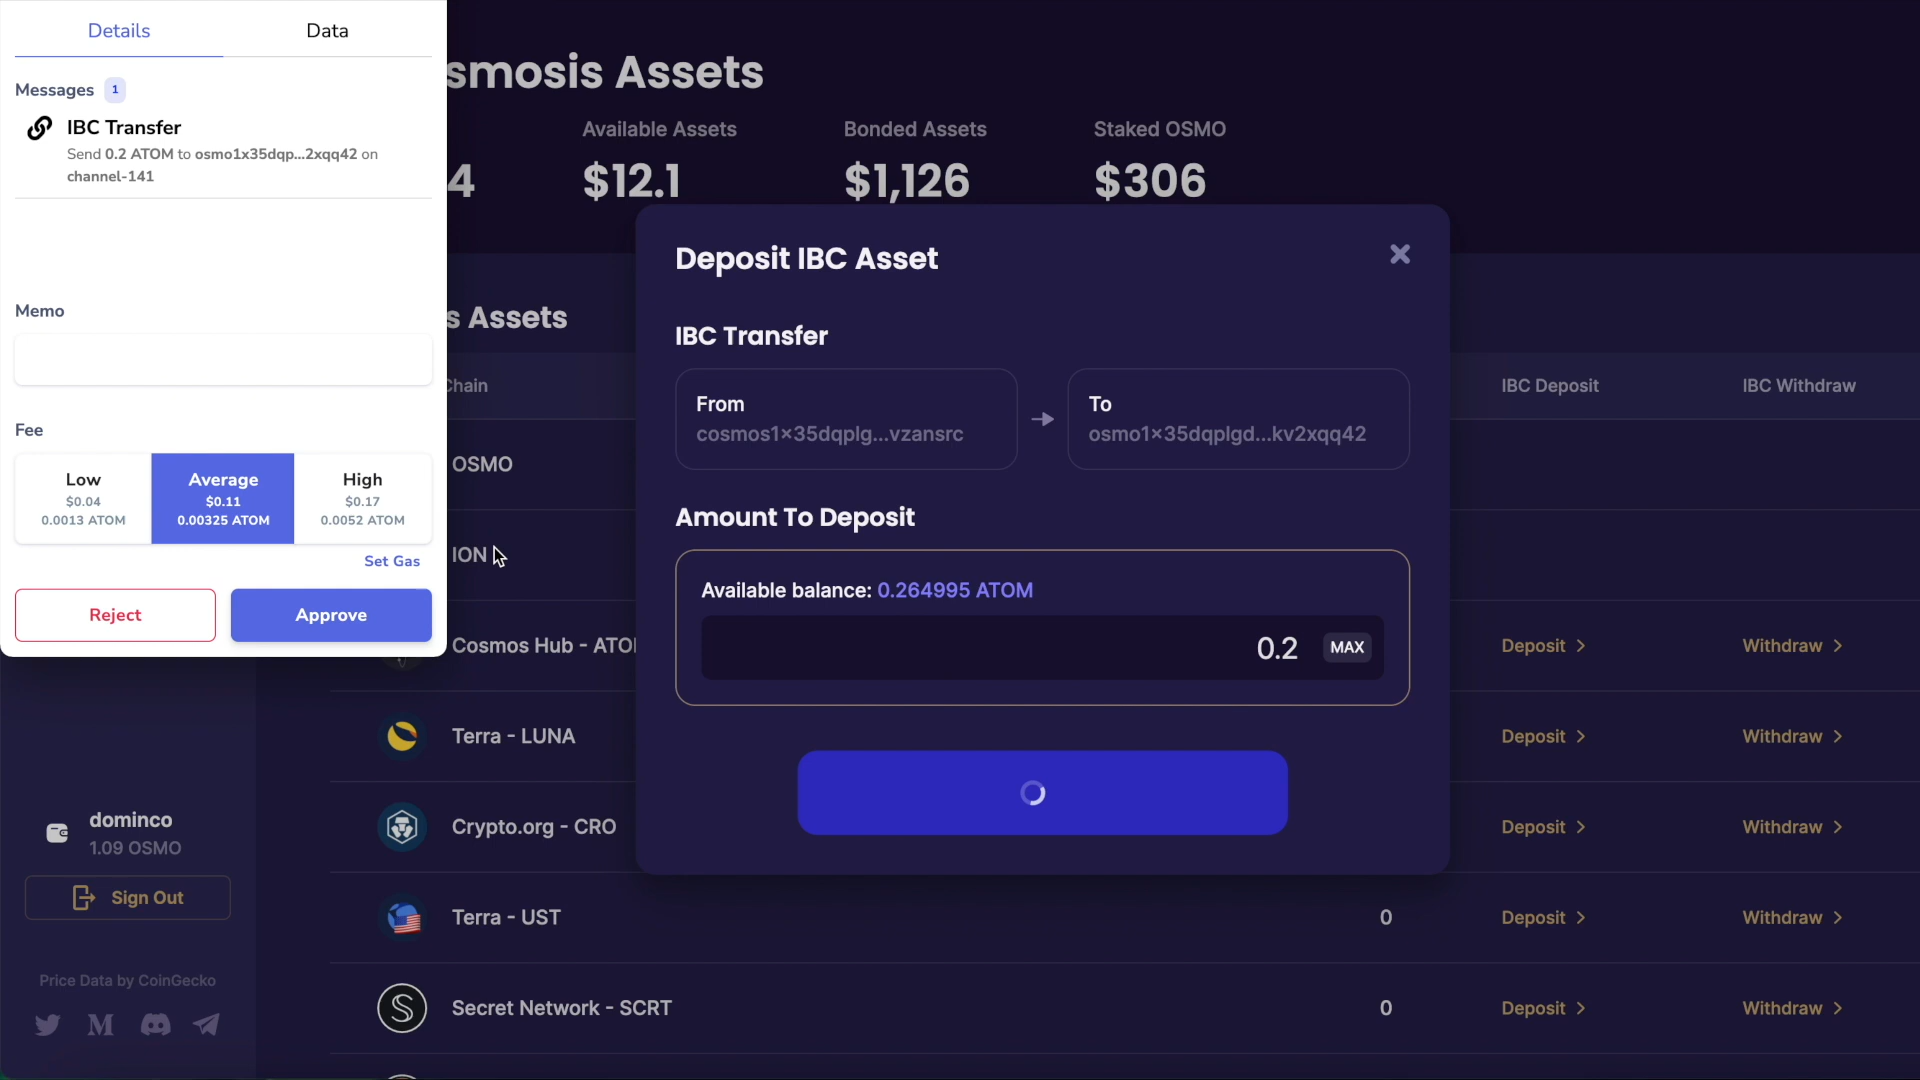 Details
Data
Messages 1
IBC Transfer
Send 0.2 ATOM to osmo1x35dqp...2xqq42 on
channel-141
Memo
Fee
Low
$0.04
0.0013 ATOM
Average
$0.11
0.00325 ATOM
High
$0.17
0.0052 ATOM
Set Gas
Reject
Approve
smosis Assets
4
Available Assets
$12.1
Bonded Assets
$1,126
Staked OSMO
$306
s Assets
Chain
IBC Deposit
IBC Withdraw
OSMO
ION
Cosmos Hub - ATO
Deposit >
Withdraw >
Terra - LUNA
Deposit >
Withdraw >
Crypto.org - CRO
Deposit >
Withdraw >
Terra - UST
0
Deposit >
Withdraw >
Secret Network - SCRT
0
Deposit >
Withdraw >
Deposit IBC Asset
IBC Transfer
From
cosmos1x35dqplg...vzansrc
To
osmo1x35dqplgd...kv2xqq42
Amount To Deposit
Available balance: 0.264995 ATOM
0.2 MAX
dominco
1.09 OSMO
Sign Out
Price Data by CoinGecko